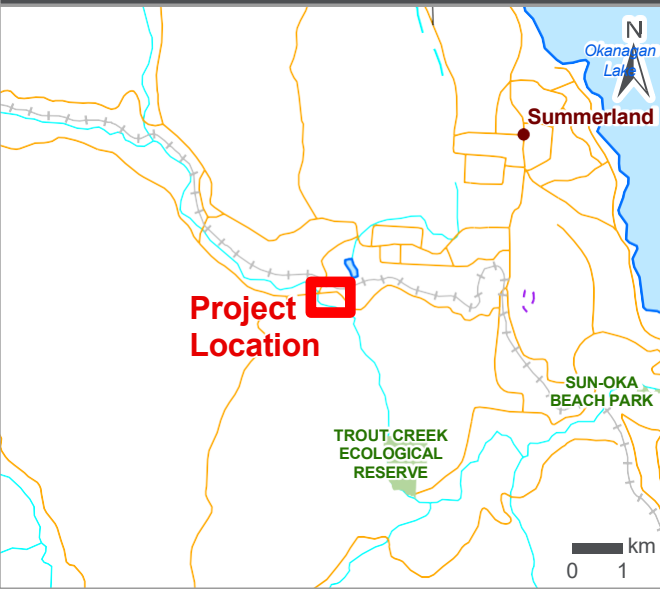 N
Okanagan
Lake
Summerland
Project
Location
SUN-OKA
BEACH PARK
TROUT CREEK
ECOLOGICAL
RESERVE
km
0 1